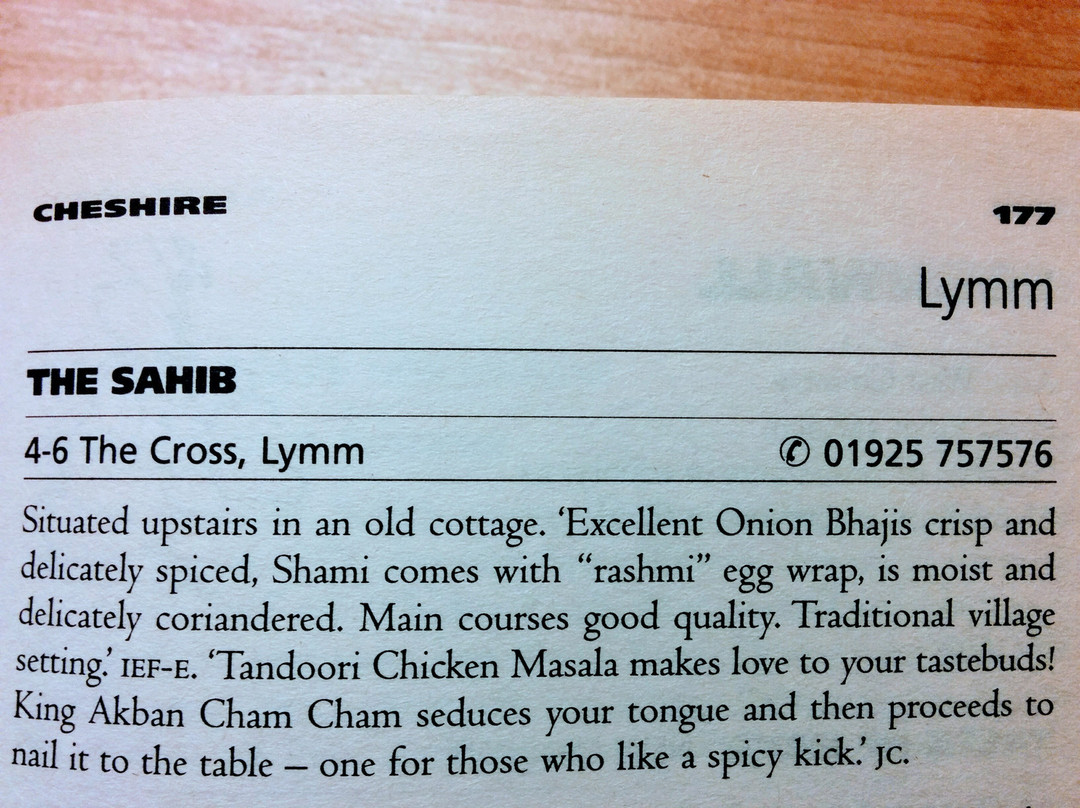 CHESHIRE 177
Lymm
THE SAHIB
4-6 The Cross, Lymm ✆ 01925 757576
Situated upstairs in an old cottage. ‘Excellent Onion Bhajis crisp and
delicately spiced, Shami comes with “rashmi” egg wrap, is moist and
delicately coriandered. Main courses good quality. Traditional village
setting.’ IEF-E. ‘Tandoori Chicken Masala makes love to your tastebuds!
King Akban Cham Cham seduces your tongue and then proceeds to
nail it to the table – one for those who like a spicy kick.’ JC.